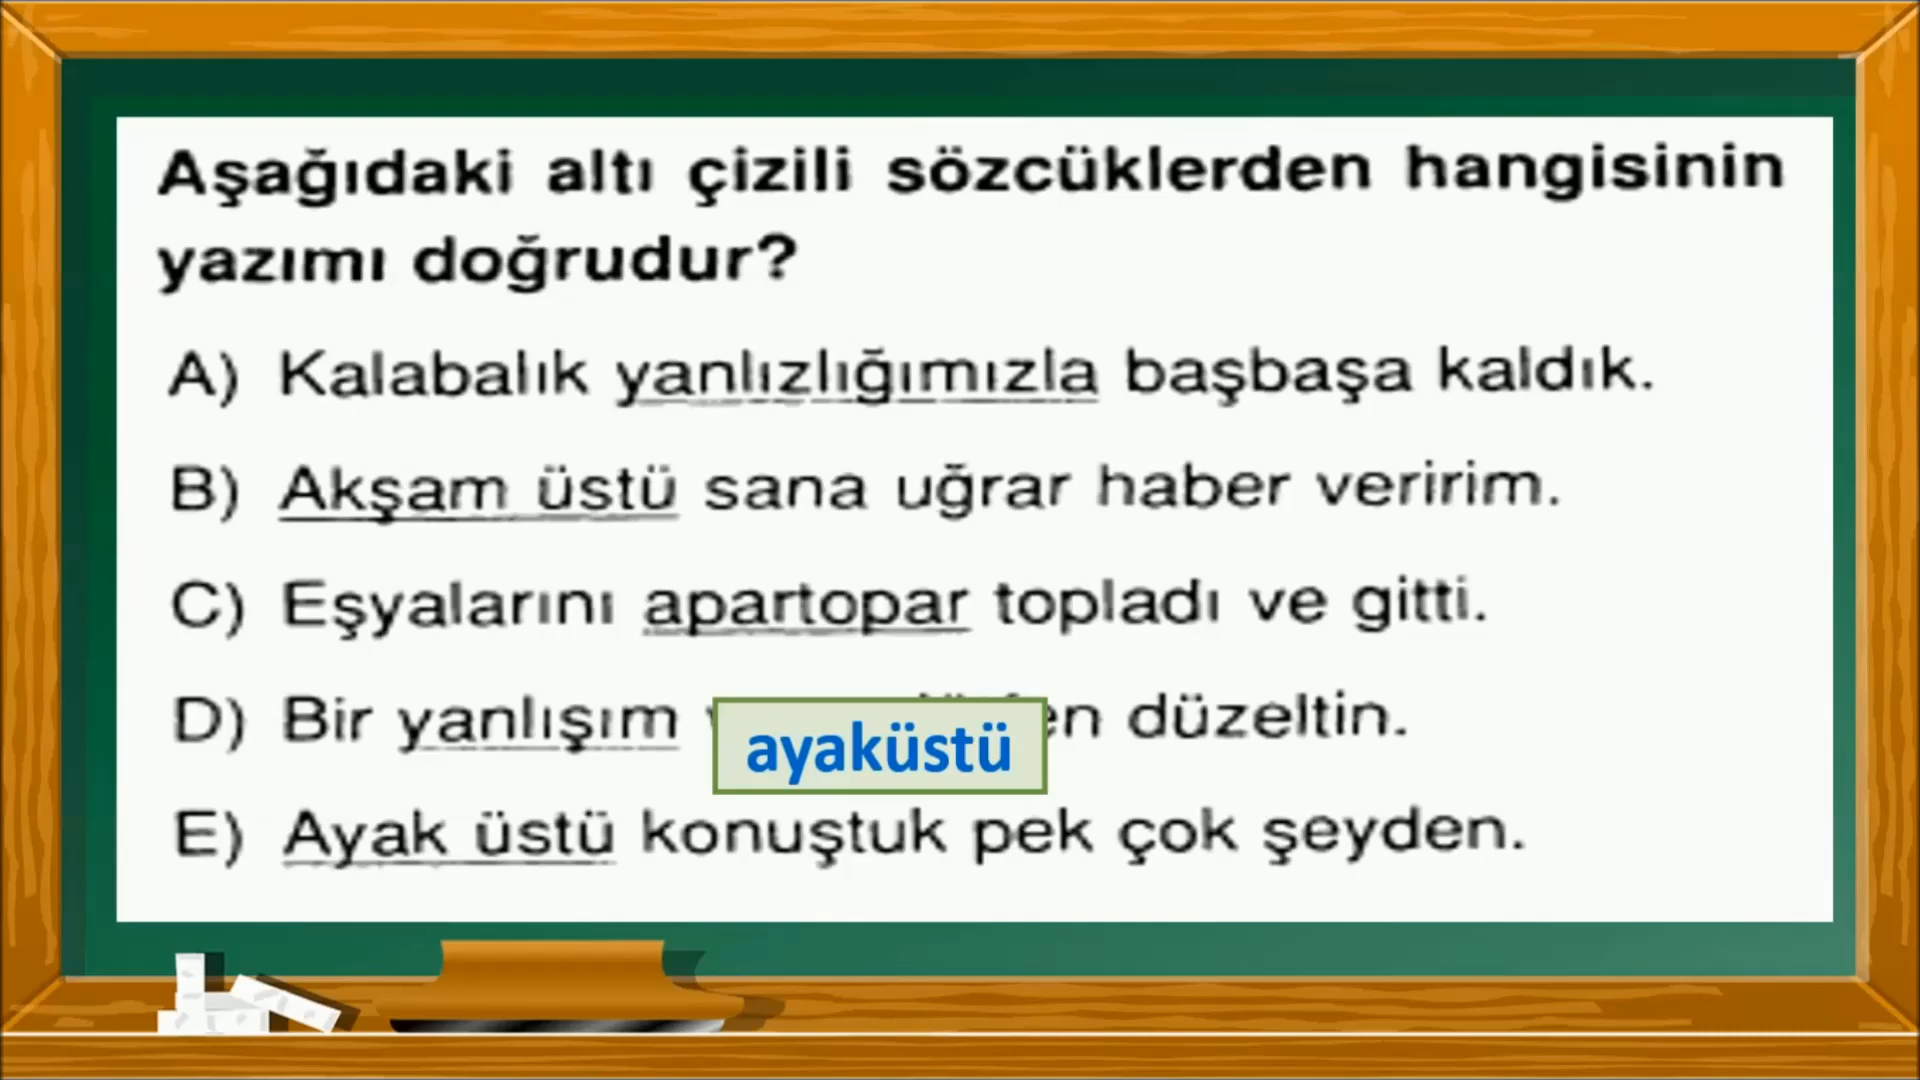 Aşağıdaki altı çizili sözcüklerden hangisinin
yazımı doğrudur?
A) Kalabalık yanlızlığımızla başbaşa kaldık.
B) Akşam üstü sana uğrar haber veririm.
C) Eşyalarını apartopar topladı ve gitti.
D) Bir yanlışım düzeltin.
ayaküstü
E) Ayak üstü konuştuk pek çok şeyden.